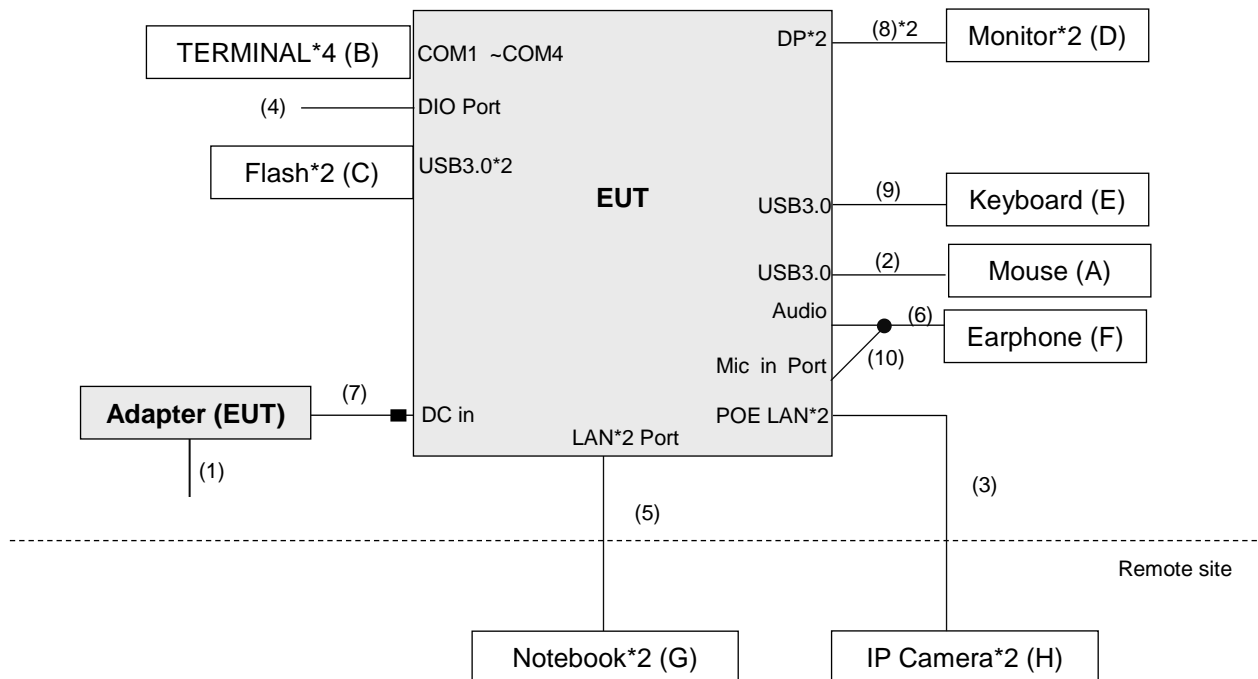 DP*2
(8)*2
Monitor*2 (D)
TERMINAL*4 (B)
COM1 ~COM4
(4)
DIO Port
Flash*2 (C)
USB3.0*2
EUT
USB3.0
(9)
Keyboard (E)
USB3.0
(2)
Mouse (A)
Audio
(6)
Earphone (F)
Mic in Port
(10)
Adapter (EUT)
(7)
DC in
POE LAN*2
LAN*2 Port
(1)
(3)
(5)
Remote site
Notebook*2 (G)
IP Camera*2 (H)